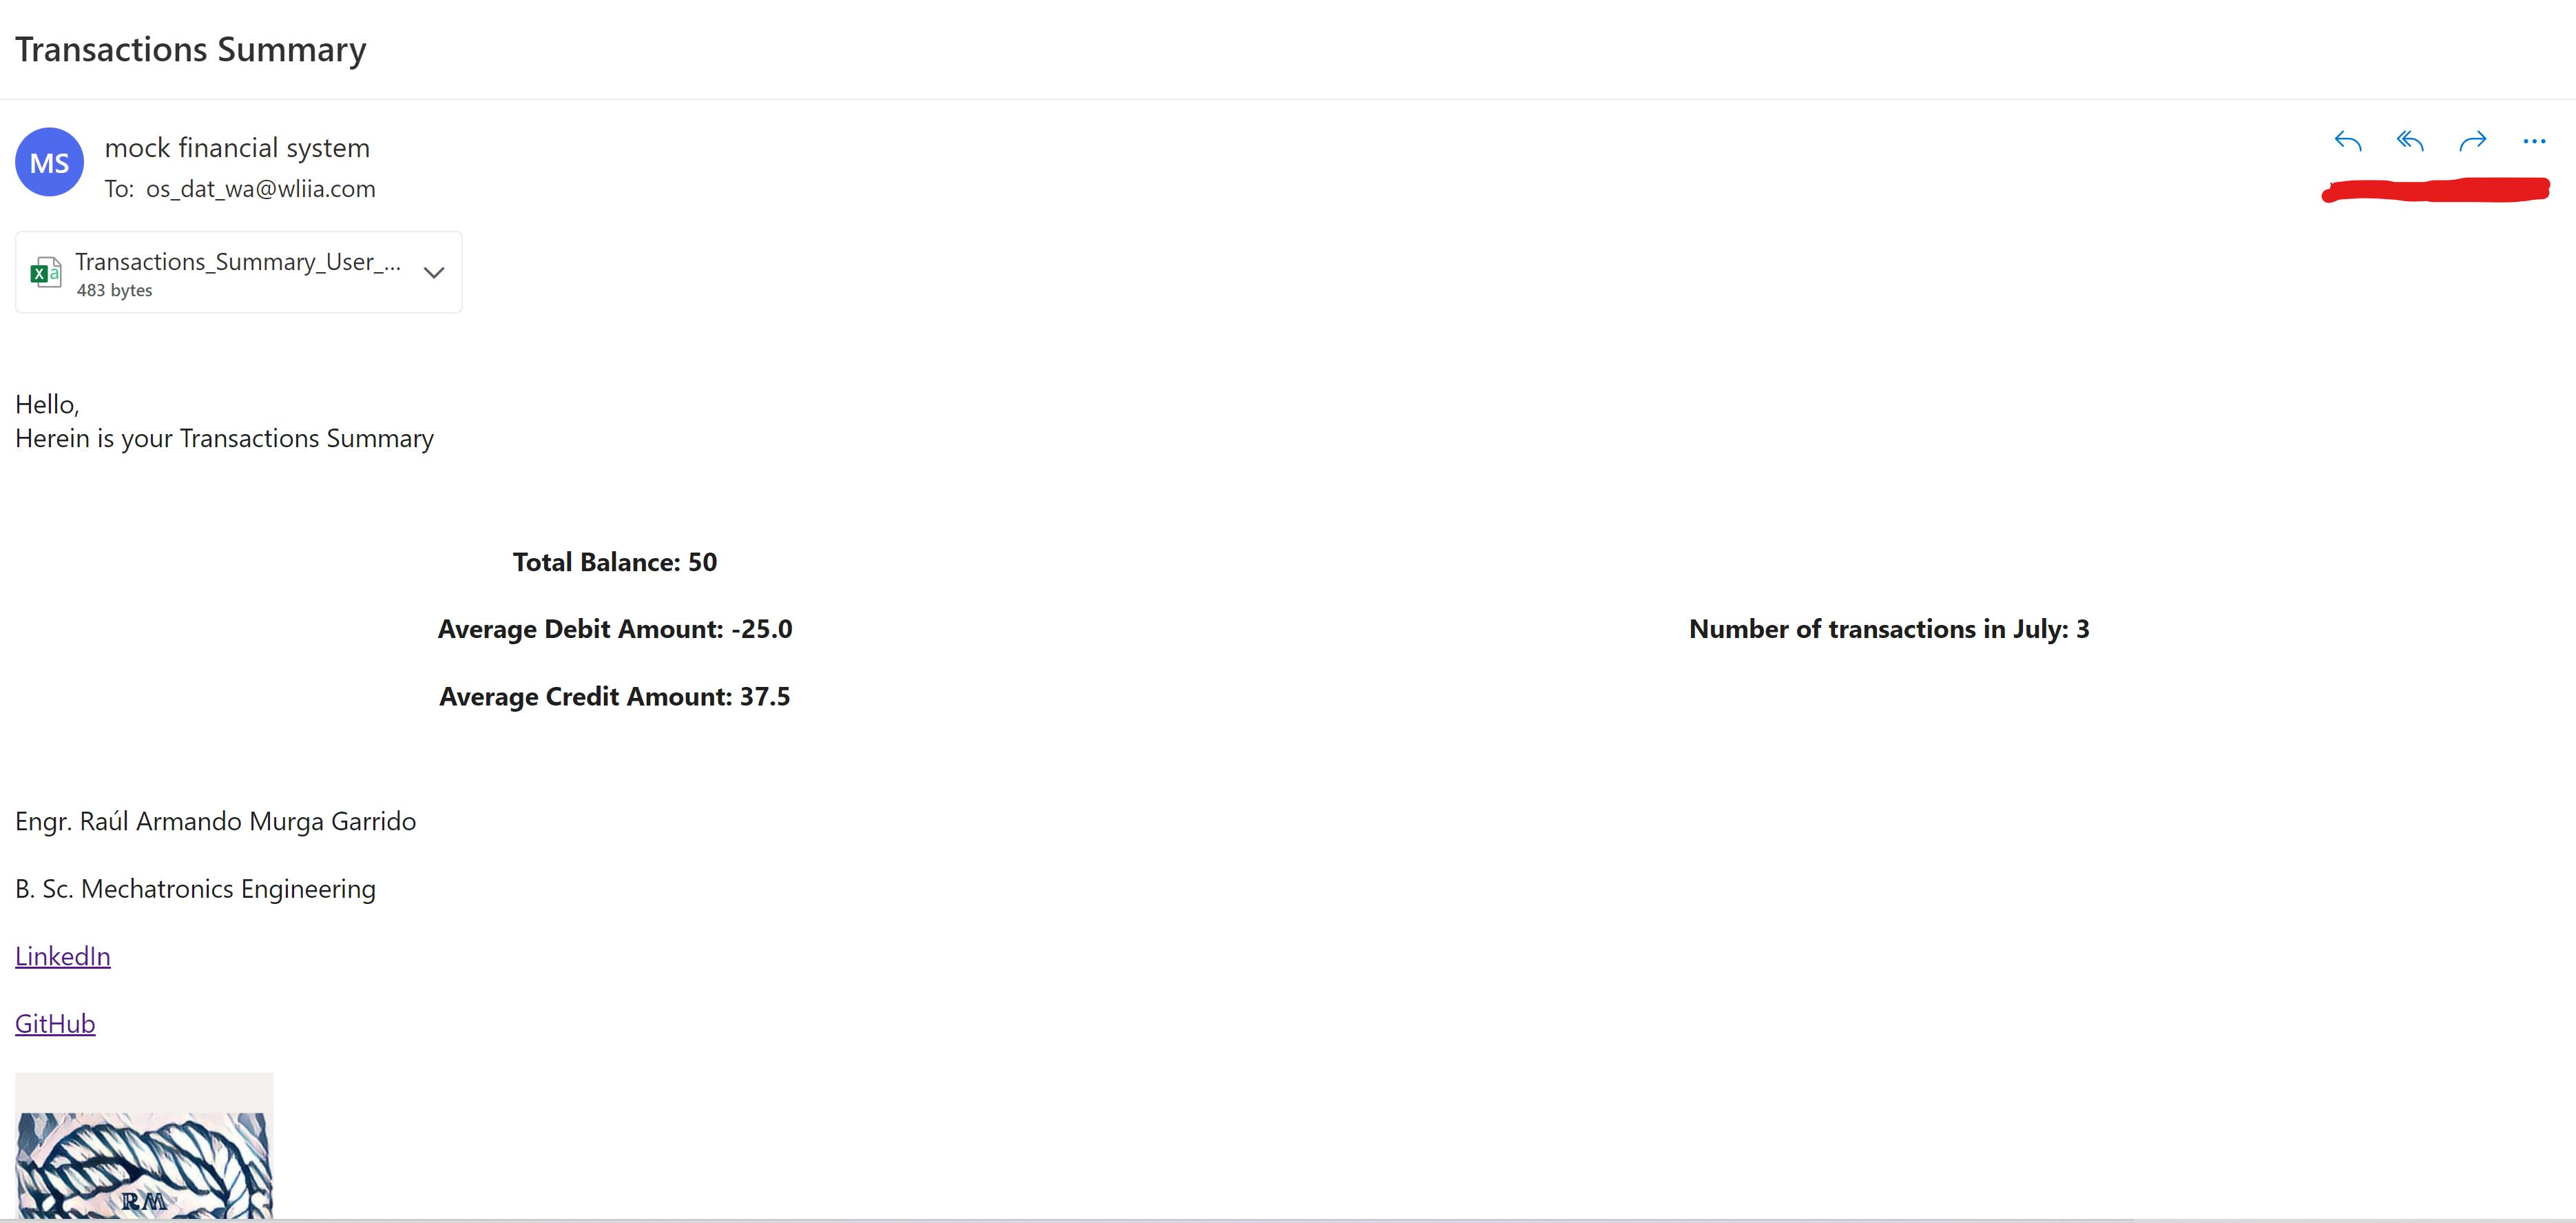 Transactions Summary
MS
mock financial system
To: os_dat_wa@wliia.com
Transactions_Summary_User_...
483 bytes
Hello,
Herein is your Transactions Summary
Total Balance: 50
Average Debit Amount: -25.0
Number of transactions in July: 3
Average Credit Amount: 37.5
Engr. Raúl Armando Murga Garrido
B. Sc. Mechatronics Engineering
LinkedIn
GitHub
RM